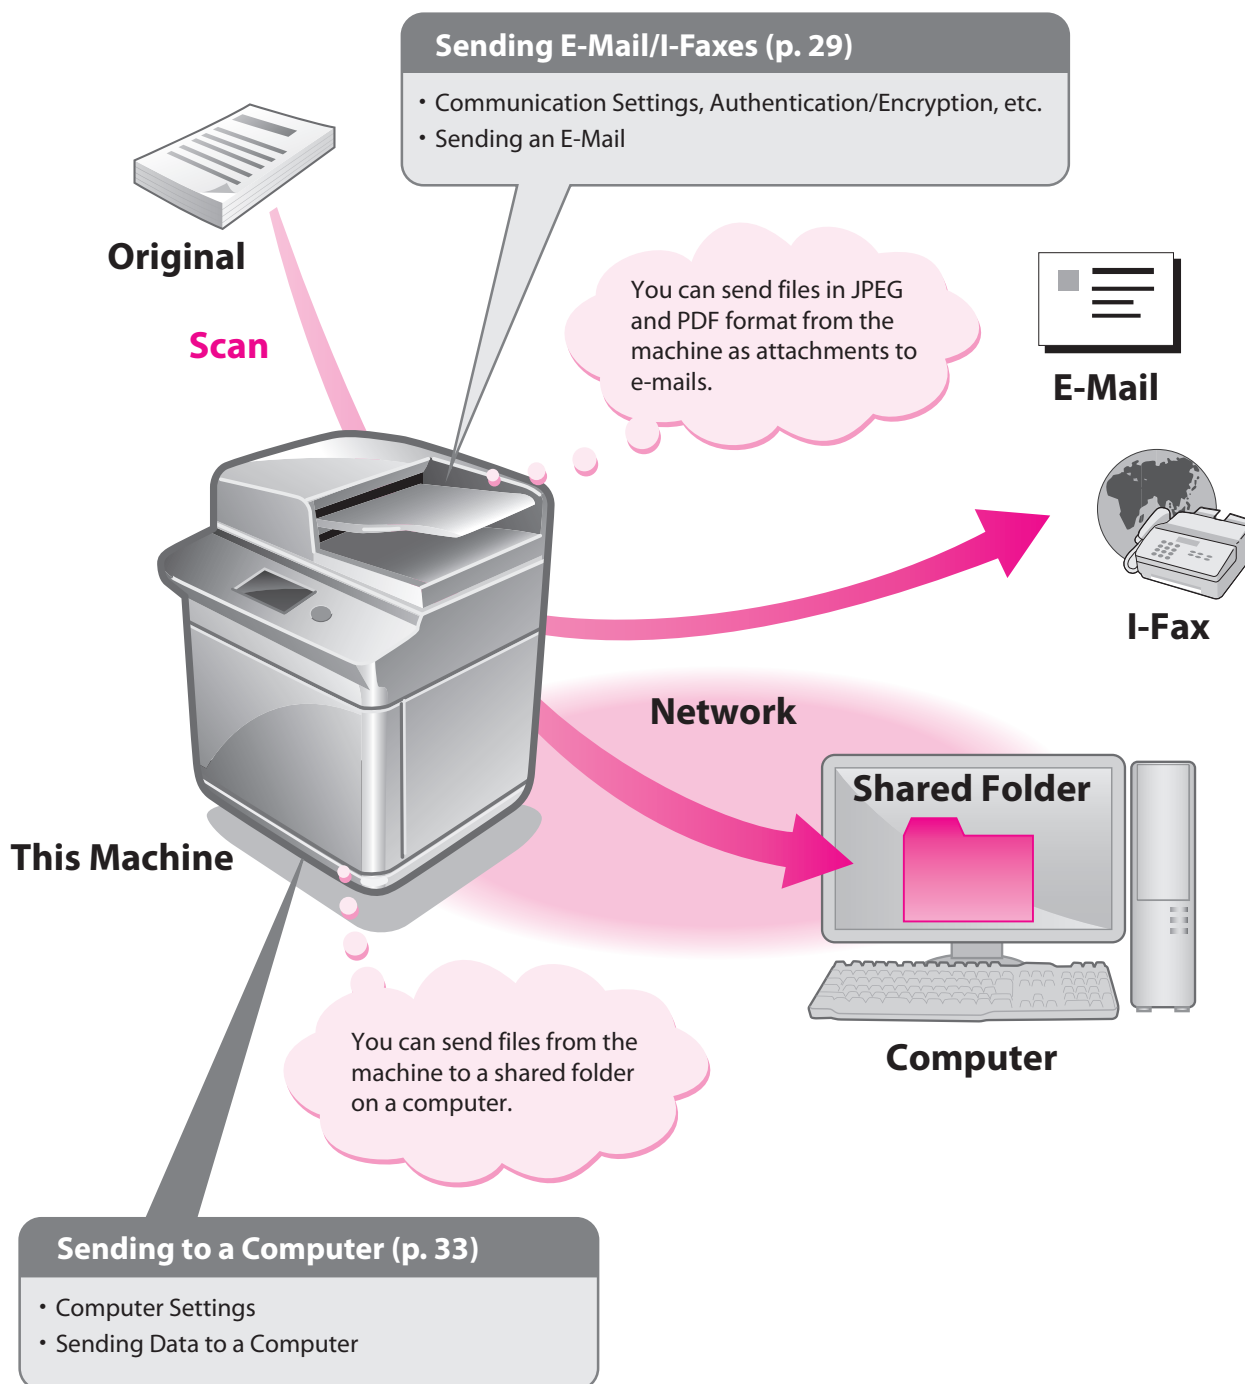 Sending E-Mail/I-Faxes (p. 29)
・Communication Settings, Authentication/Encryption, etc.
・Sending an E-Mail
Original
Scan
You can send files in JPEG
and PDF format from the
machine as attachments to
e-mails.
E-Mail
I-Fax
Network
Shared Folder
This Machine
Computer
You can send files from the
machine to a shared folder
on a computer.
Sending to a Computer (p. 33)
・Computer Settings
・Sending Data to a Computer